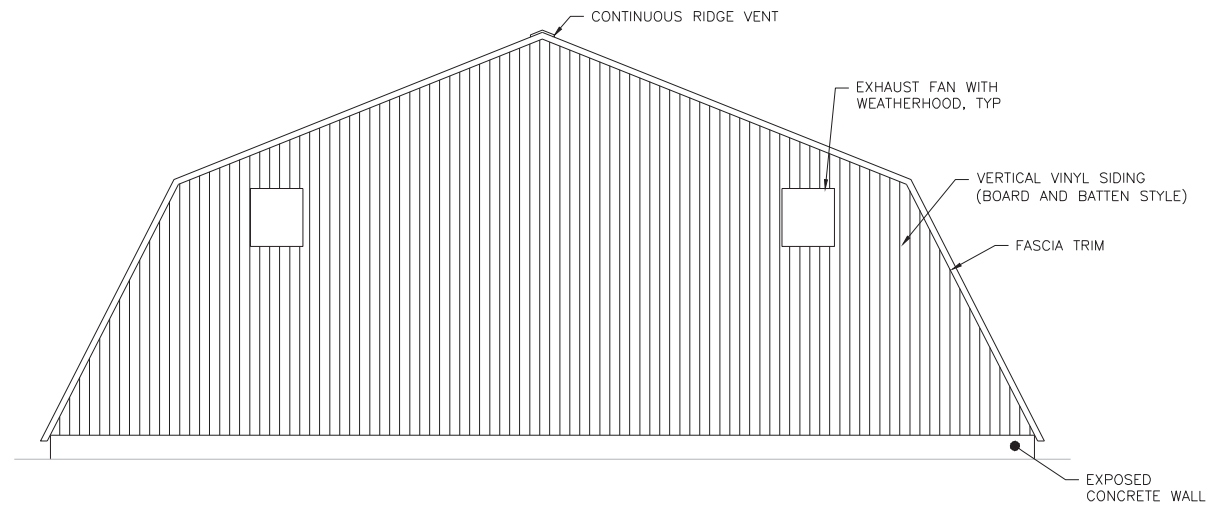 CONTINUOUS RIDGE VENT
EXHAUST FAN WITH
WEATHERHOOD, TYP
VERTICAL VINYL SIDING
(BOARD AND BATTEN STYLE)
FASCIA TRIM
EXPOSED
CONCRETE WALL